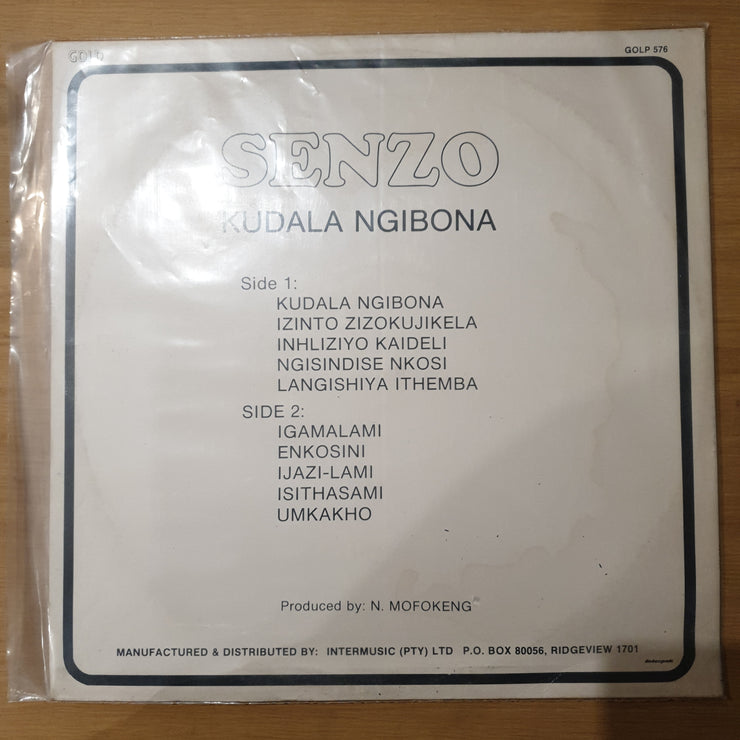 GOLD
GOLP 576
SENZO
KUDALA NGIBONA
Side 1:
KUDALA NGIBONA
IZINTO ZIZOKUJIKELA
INHLIZIYO KAIDELI
NGISINDISE NKOSI
LANGISHIYA ITHEMBA
SIDE 2:
IGAMALAMI
ENKOSINI
IJAZI-LAMI
ISITHASAMI
UMKAKHO
Produced by: N. MOFOKENG
MANUFACTURED & DISTRIBUTED BY: INTERMUSIC (PTY) LTD P.O. BOX 80056, RIDGEVIEW 1701